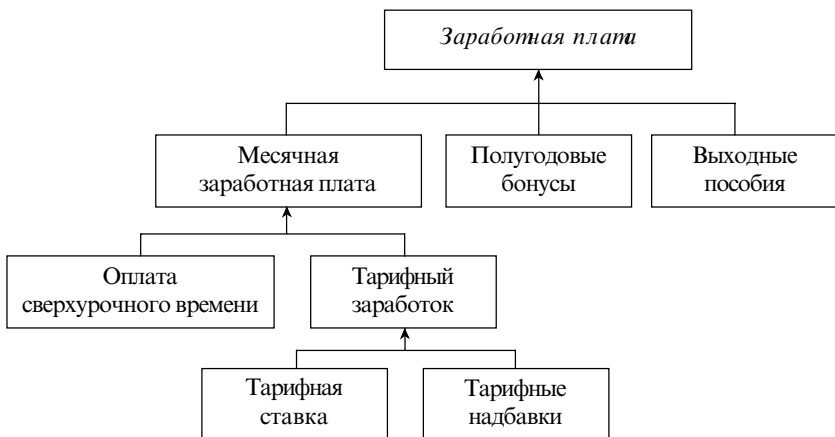 Заработная плата
Месячная
заработная плата
Полугодовые
бонусы
Выходные
пособия
Оплата
сверхурочного времени
Тарифный
заработок
Тарифная
ставка
Тарифные
надбавки